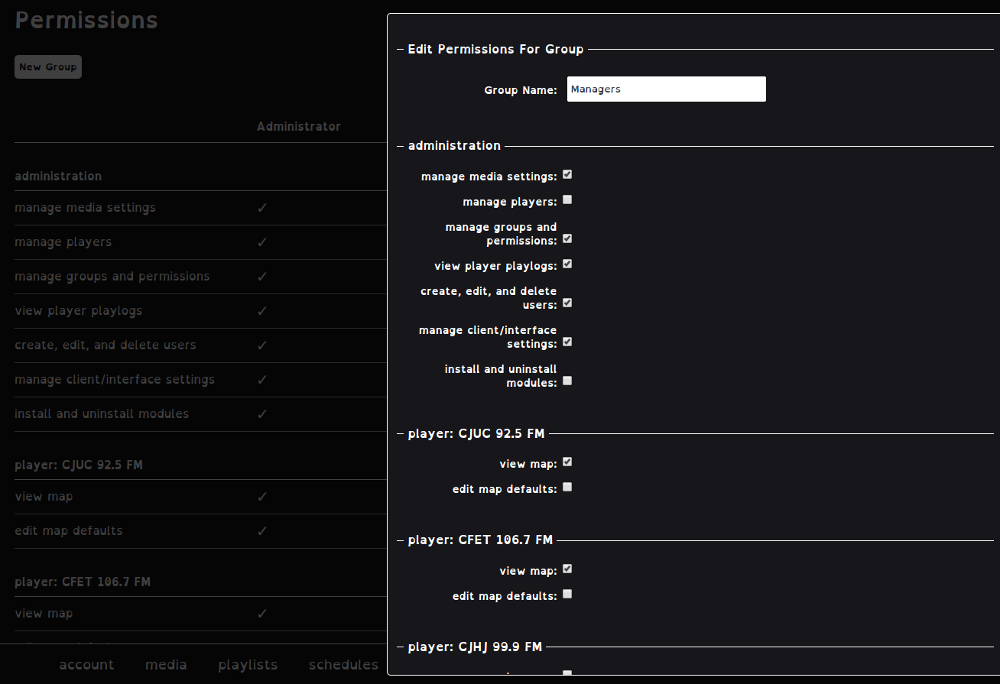 Permissions
New Group
Administrator
administration
manage media settings ✓
manage players ✓
manage groups and permissions ✓
view player playlogs ✓
create, edit, and delete users ✓
manage client/interface settings ✓
install and uninstall modules ✓
player: CJUC 92.5 FM
view map ✓
edit map defaults ✓
player: CFET 106.7 FM
view map ✓
account media playlists schedules
Edit Permissions For Group
Group Name: Managers
administration
manage media settings:
manage players:
manage groups and
permissions:
view player playlogs:
create, edit, and delete
users:
manage client/interface
settings:
install and uninstall
modules:
player: CJUC 92.5 FM
view map:
edit map defaults:
player: CFET 106.7 FM
view map:
edit map defaults:
player: CJHJ 99.9 FM